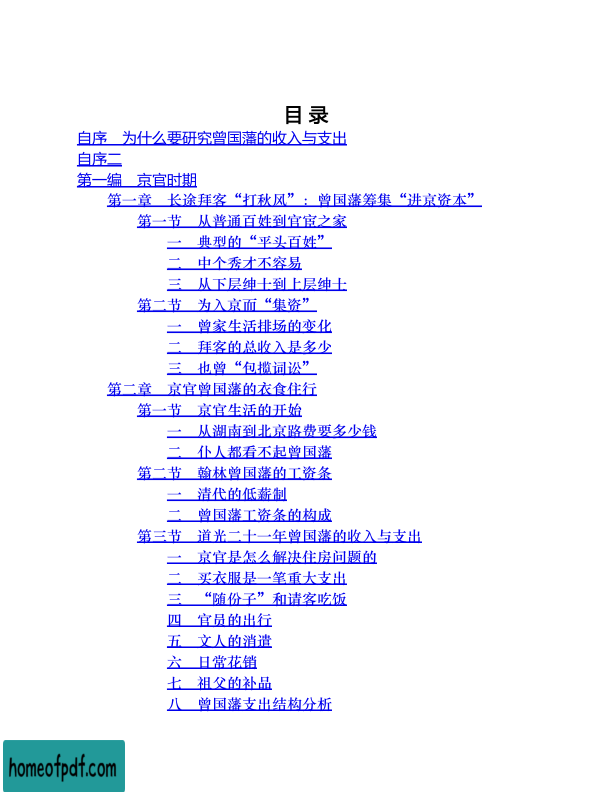 目 录
自序　为什么要研究曾国藩的收入与支出
自序二
第一编　京官时期
第一章　长途拜客“打秋风”：曾国藩筹集“进京资本”
第一节　从普通百姓到官宦之家
一　典型的“平头百姓”
二　中个秀才不容易
三　从下层绅士到上层绅士
第二节　为入京而“集资”
一　曾家生活排场的变化
二　拜客的总收入是多少
三　也曾“包揽词讼”
第二章　京官曾国藩的衣食住行
第一节　京官生活的开始
一　从湖南到北京路费要多少钱
二　仆人都看不起曾国藩
第二节　翰林曾国藩的工资条
一　清代的低薪制
二　曾国藩工资条的构成
第三节　道光二十一年曾国藩的收入与支出
一　京官是怎么解决住房问题的
二　买衣服是一笔重大支出
三　“随份子”和请客吃饭
四　官员的出行
五　文人的消遣
六　日常花销
七　祖父的补品
八　曾国藩支出结构分析
homeofpdf.com